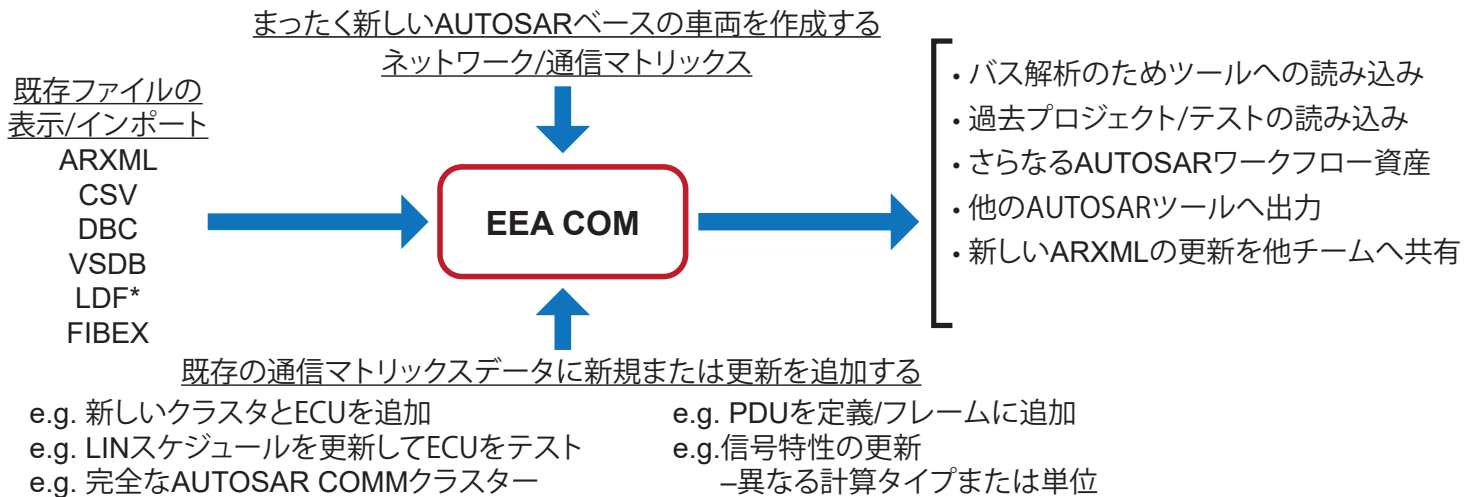 まったく新しいAUTOSARベースの車両を作成する
ネットワーク/通信マトリックス
既存ファイルの
表示/インポート
ARXML
CSV
DBC
VSDB
LDF*
FIBEX
EEA COM
・バス解析のためツールへの読み込み
・過去プロジェクト/テストの読み込み
・さらなるAUTOSARワークフロー資産
・他のAUTOSARツールへ出力
・新しいARXMLの更新を他チームへ共有
既存の通信マトリックスデータに新規または更新を追加する
e.g. 新しいクラスタとECUを追加
e.g. LINスケジュールを更新してECUをテスト
e.g. 完全なAUTOSAR COMMクラスター
e.g. PDUを定義/フレームに追加
e.g.信号特性の更新
–異なる計算タイプまたは単位